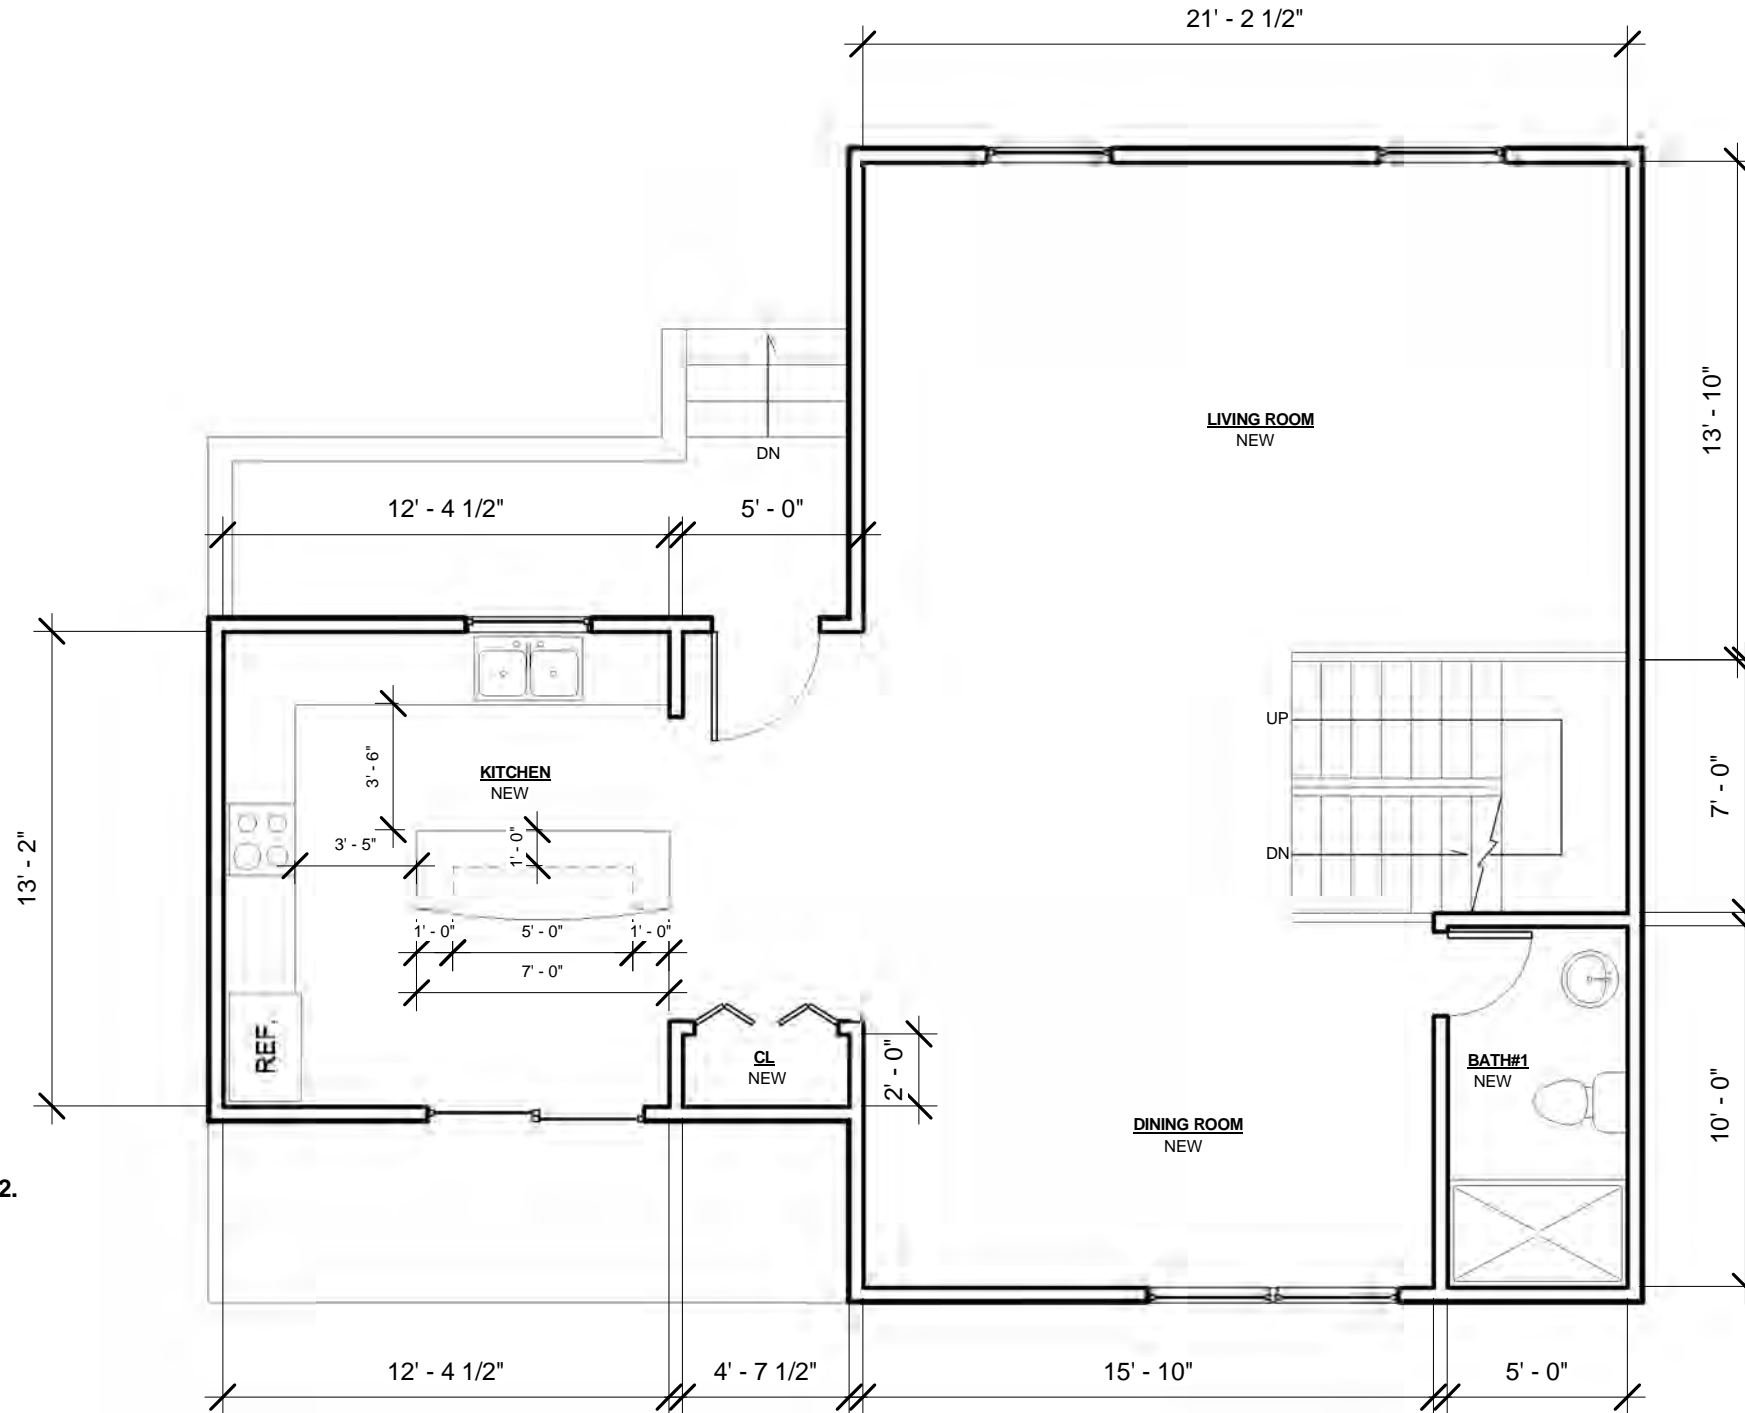 21' - 2 1/2"
13' - 10"
LIVING ROOM
NEW
DN
12' - 4 1/2"
5' - 0"
UP
7' - 0"
DN
3' - 6"
KITCHEN
NEW
13' - 2"
3' - 5"
1' - 0"
1' - 0"
5' - 0"
1' - 0"
7' - 0"
REF.
CL
NEW
2' - 0"
BATH#1
NEW
10' - 0"
DINING ROOM
NEW
2.
12' - 4 1/2"
4' - 7 1/2"
15' - 10"
5' - 0"